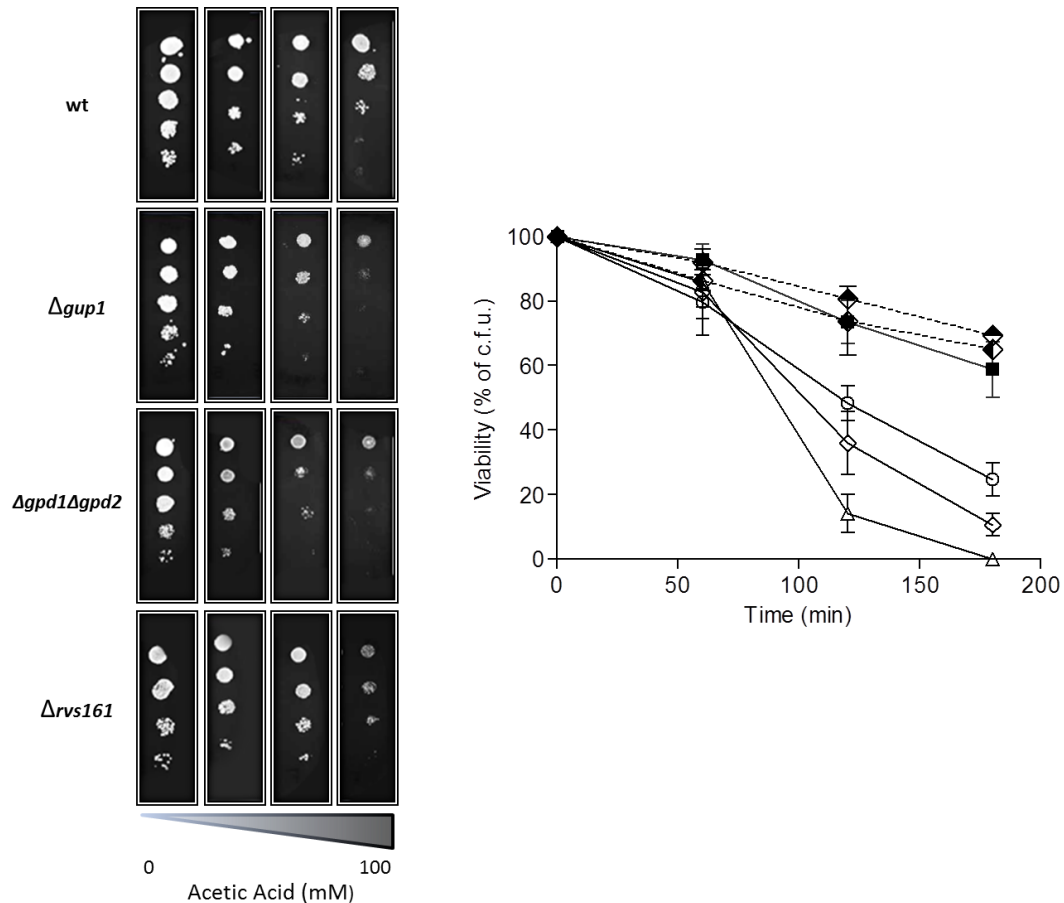 wt
Δgup1
Δgpd1Δgpd2
Δrvs161
0
100
Acetic Acid (mM)
Viability (% of c.f.u.)
100
80
60
40
20
0
0 50 100 150 200
Time (min)